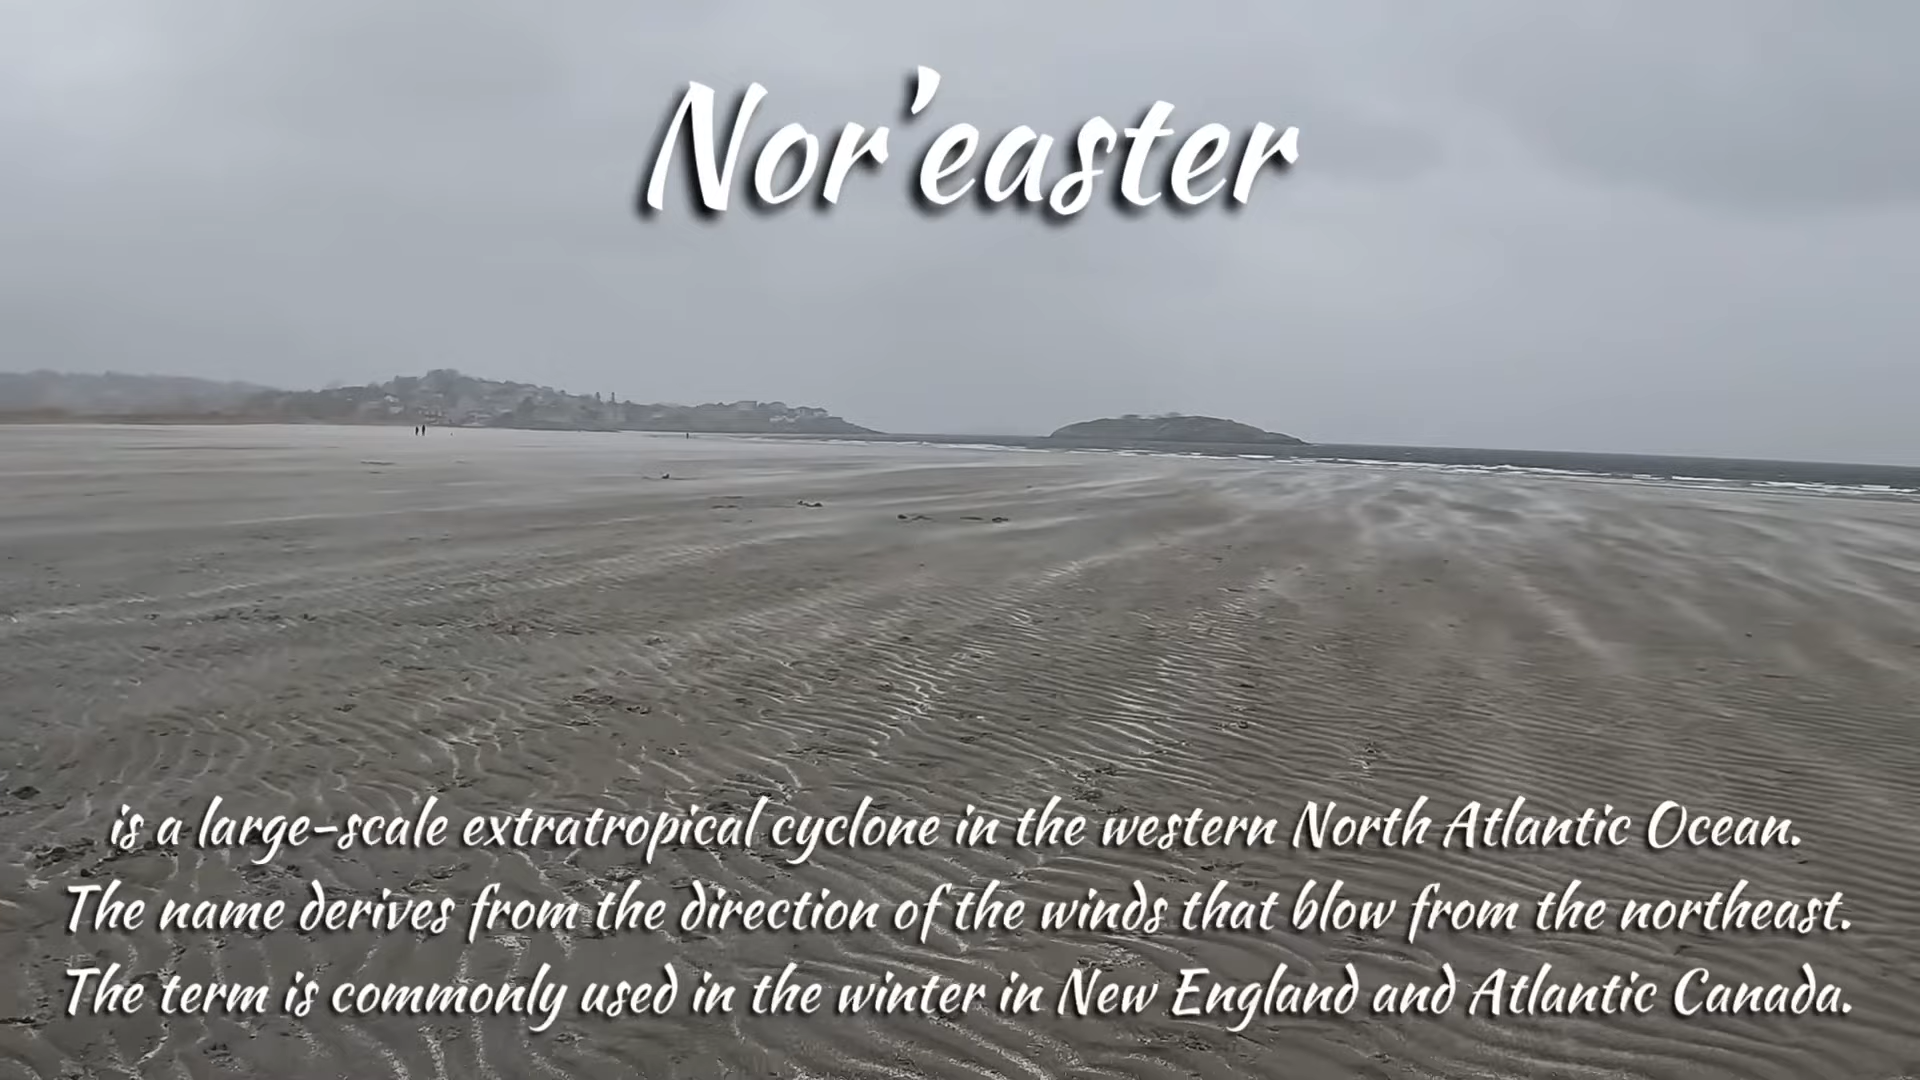 Nor'easter
is a large-scale extratropical cyclone in the western North Atlantic Ocean.
The name derives from the direction of the winds that blow from the northeast.
The term is commonly used in the winter in New England and Atlantic Canada.